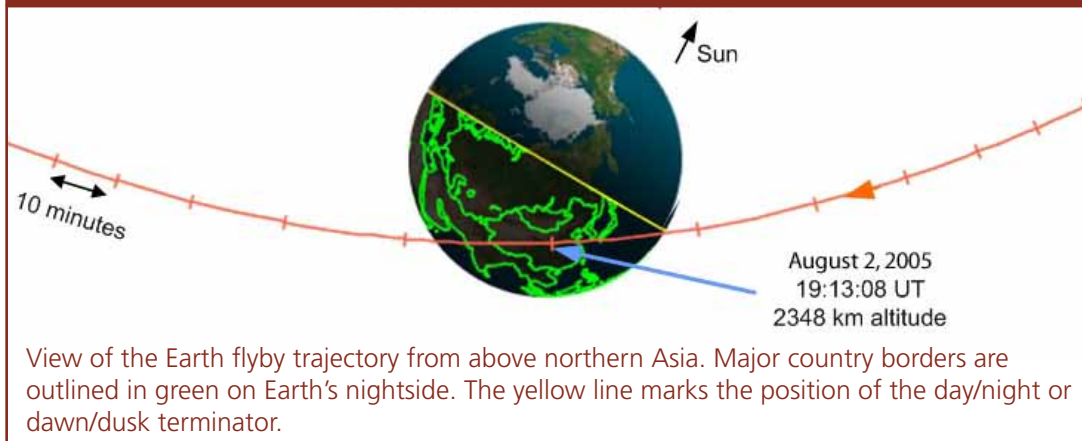 Sun
10 minutes
August 2, 2005
19:13:08 UT
2348 km altitude
View of the Earth flyby trajectory from above northern Asia. Major country borders are
outlined in green on Earth’s nightside. The yellow line marks the position of the day/night or
dawn/dusk terminator.